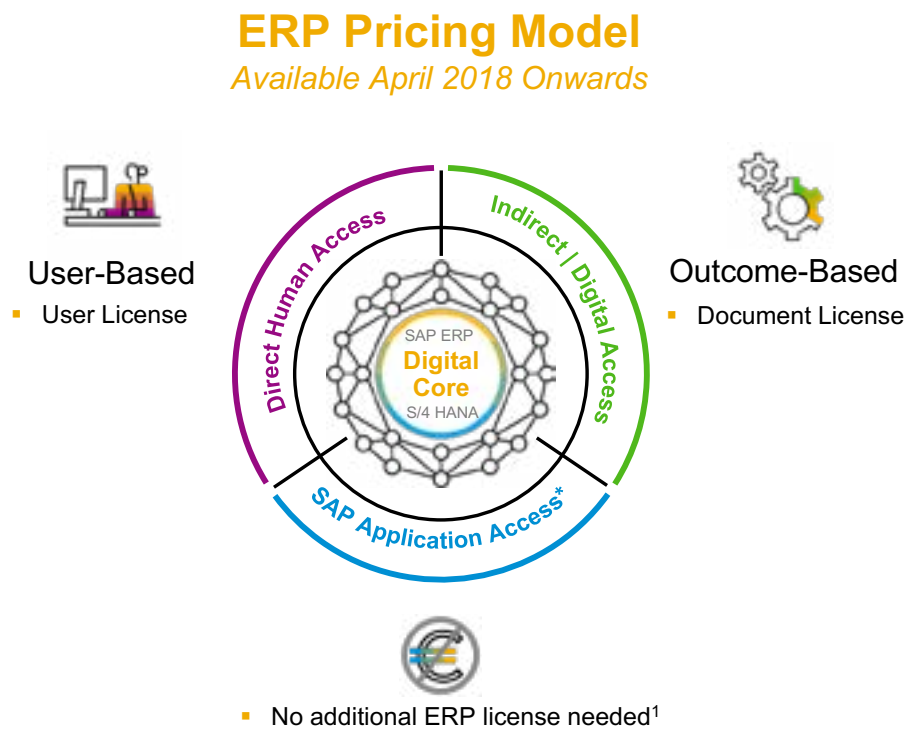 ERP Pricing Model
Available April 2018 Onwards
User-Based
▪ User License
Direct Human Access
Indirect | Digital Access
Outcome-Based
▪ Document License
SAP ERP
Digital
Core
S/4 HANA
SAP Application Access*
▪ No additional ERP license needed¹